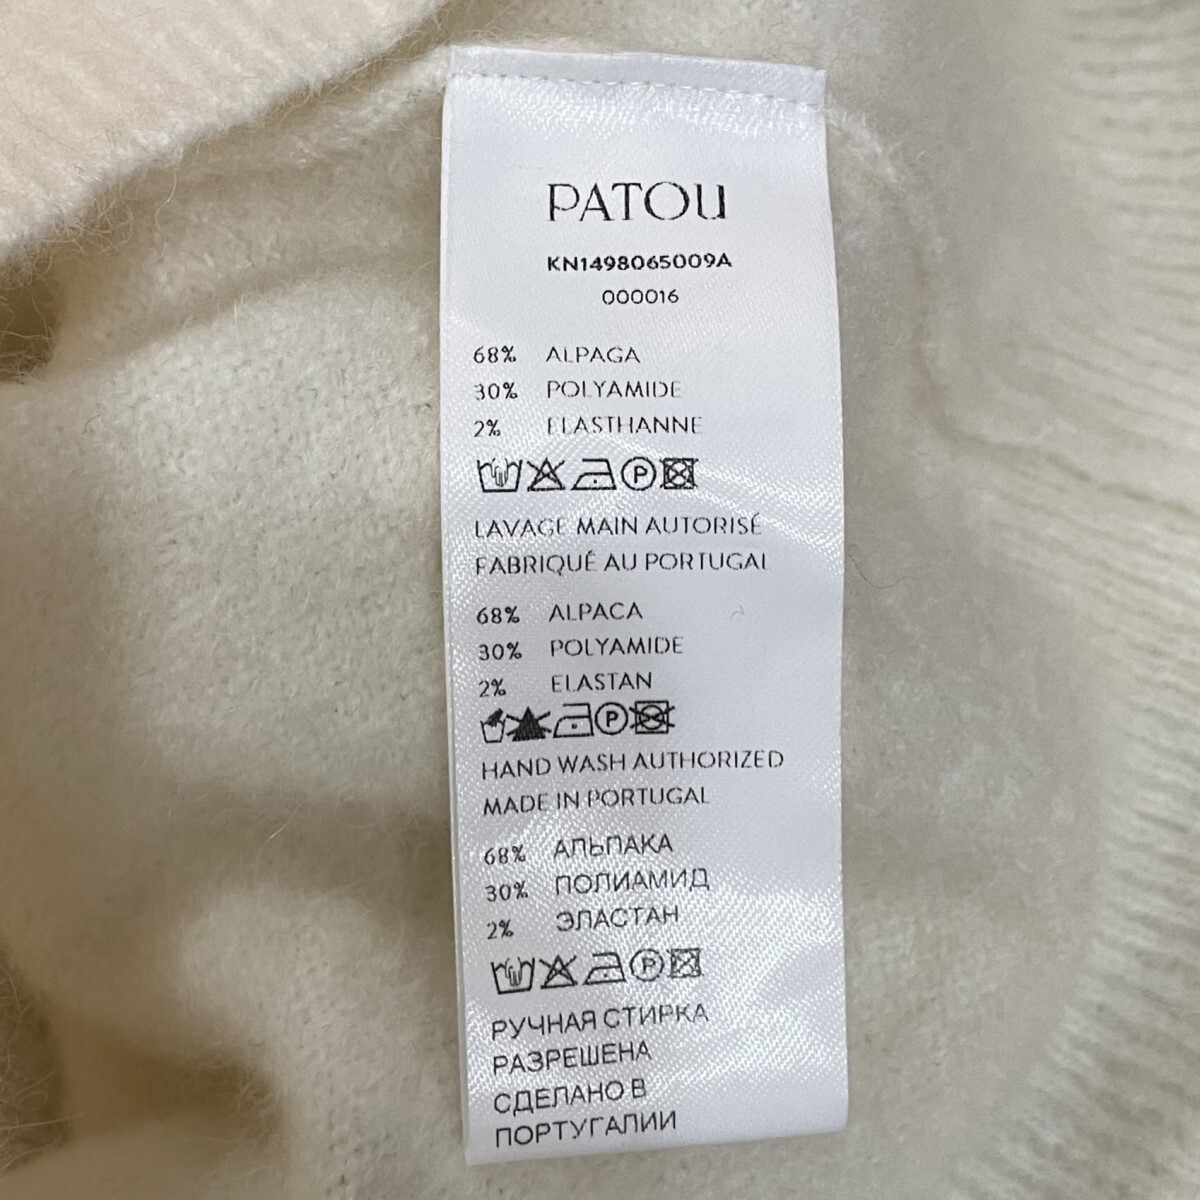 PATOU
KN1498065009A
000016
68% ALPAGA
30% POLYAMIDE
2% ELASTHANNE
P
LAVAGE MAIN AUTORISÉ
FABRIQUÉ AU PORTUGAL
68% ALPACA
30% POLYAMIDE
2% ELASTAN
P
HAND WASH AUTHORIZED
MADE IN PORTUGAL
68% АЛЬПАКА
30% ПОЛИАМИД
2% ЭЛАСТАН
P
РУЧНАЯ СТИРКА
РАЗРЕШЕНА
СДЕЛАНО В
ПОРТУГАЛИИ